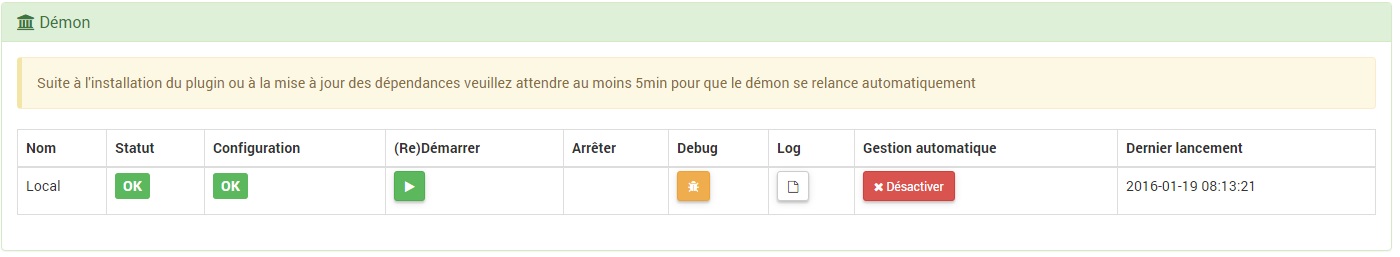 Démon
Suite à l'installation du plugin ou à la mise à jour des dépendances veuillez attendre au moins 5min pour que le démon se relance automatiquement
Nom Statut Configuration (Re)Démarrer Arrêter Debug Log Gestion automatique Dernier lancement
Local OK OK Désactiver 2016-01-19 08:13:21